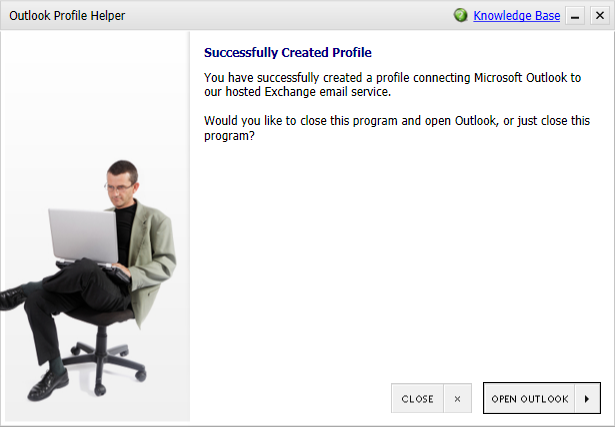 Outlook Profile Helper
Knowledge Base
Successfully Created Profile
You have successfully created a profile connecting Microsoft Outlook to
our hosted Exchange email service.
Would you like to close this program and open Outlook, or just close this
program?
CLOSE
OPEN OUTLOOK